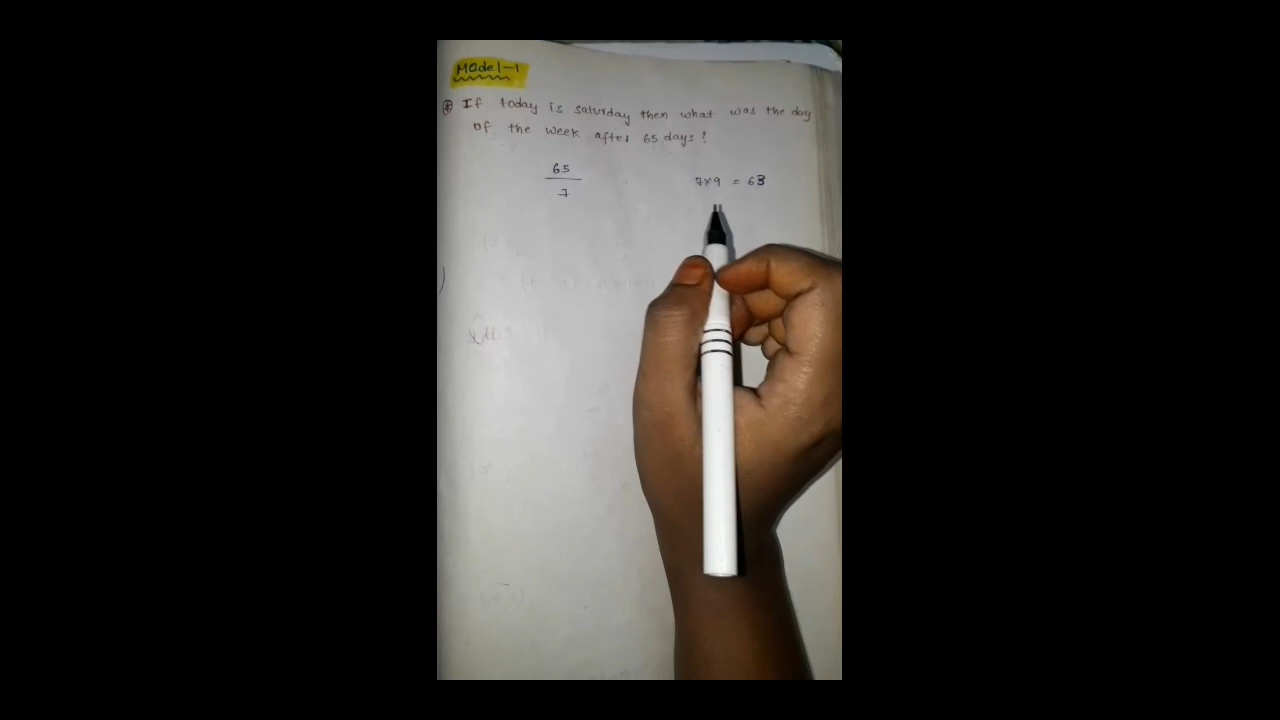 Model-1
* If today is saturday then what was the day
of the week after 65 days?
65
7
7×9 = 63